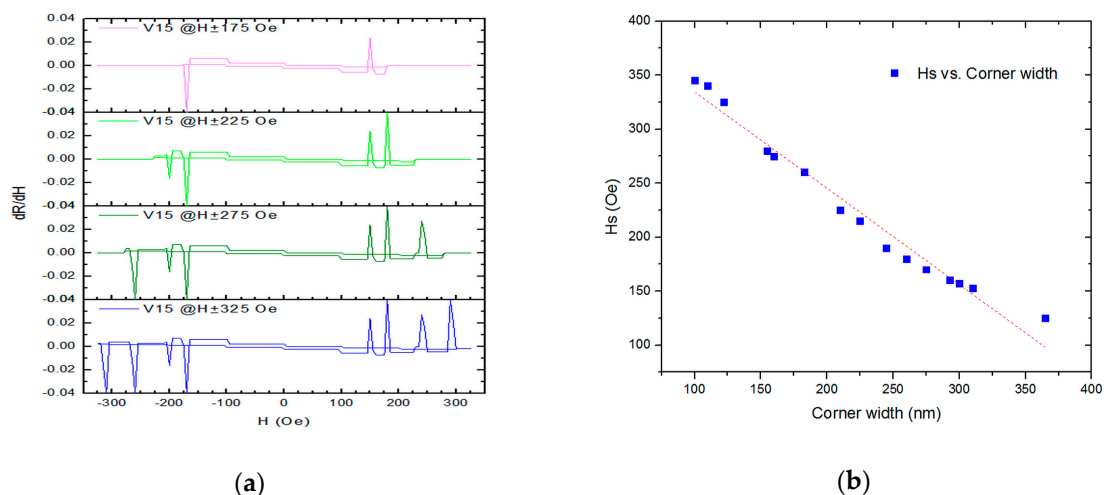 0.04
V15 @H±175 Oe
0.02
0.00
-0.02
-0.04
V15 @H±225 Oe
0.02
0.00
-0.02
-0.04
V15 @H±275 Oe
0.02
0.00
-0.02
-0.04
V15 @H±325 Oe
0.02
0.00
-0.02
-0.04
dR/dH
-300 -200 -100 0 100 200 300
H (Oe)
(a)
Hs vs. Corner width
350
300
250
200
150
100
Hs (Oe)
100 150 200 250 300 350 400
Corner width (nm)
(b)